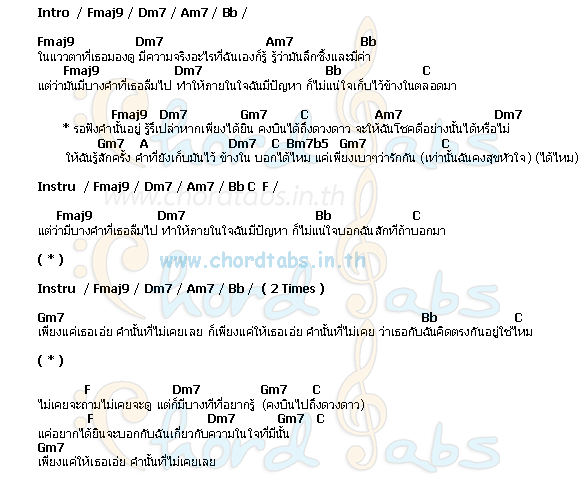 Intro / Fmaj9 / Dm7 / Am7 / Bb /
Fmaj9 Dm7 Am7 Bb
ในแววตาที่เธอมองดู มีความจริงอะไรที่ฉันเองก็รู้ รู้ว่ามันลึกซึ้งและมีค่า
Fmaj9 Dm7 Bb C
แต่ว่ามันมีบางคำที่เธอลืมไป ทำให้ภายในใจฉันมีปัญหา ก็ไม่แน่ใจเก็บไว้ข้างในตลอดมา
Fmaj9 Dm7 Gm7 C Am7 Dm7
* รอฟังคำนั้นอยู่ รู้รึเปล่าหากเพียงได้ยิน คงบินได้ถึงดวงดาว จะให้ฉันโชคดีอย่างนั้นได้หรือไม่
Gm7 A Dm7 C Bm7b5 Gm7 C
ให้ฉันรู้สักครั้ง คำที่ยังเก็บมันไว้ ข้างใน บอกได้ไหม แค่เพียงเบาๆว่ารักกัน (เท่านั้นฉันคงสุขหัวใจ) (ได้ไหม)
Instru / Fmaj9 / Dm7 / Am7 / Bb C F /
Fmaj9 Dm7 Bb C
แต่ว่ามีบางคำที่เธอลืมไป ทำให้ภายในใจฉันมีปัญหา ก็ไม่แน่ใจบอกฉันสักทีถ้าบอกมา
( * )
www.chordtabs.in.th
Instru / Fmaj9 / Dm7 / Am7 / Bb / ( 2 Times )
Gm7 Bb C
เพียงแค่เธอเอ่ย คำนั้นที่ไม่เคยเลย ก็เพียงแค่ให้เธอเอ่ย คำนั้นที่ไม่เคย ว่าเธอกับฉันคิดตรงกันอยู่ใช่ไหม
( * )
F Dm7 Gm7 C
ไม่เคยจะถามไม่เคยจะดู แต่ก็มีบางทีที่อยากรู้ (คงบินไปถึงดวงดาว)
F Dm7 Gm7 C
แค่อยากได้ยินจะบอกกับฉันเกี่ยวกับความในใจที่มีนั้น
Gm7
เพียงแค่ให้เธอเอ่ย คำนั้นที่ไม่เคยเลย